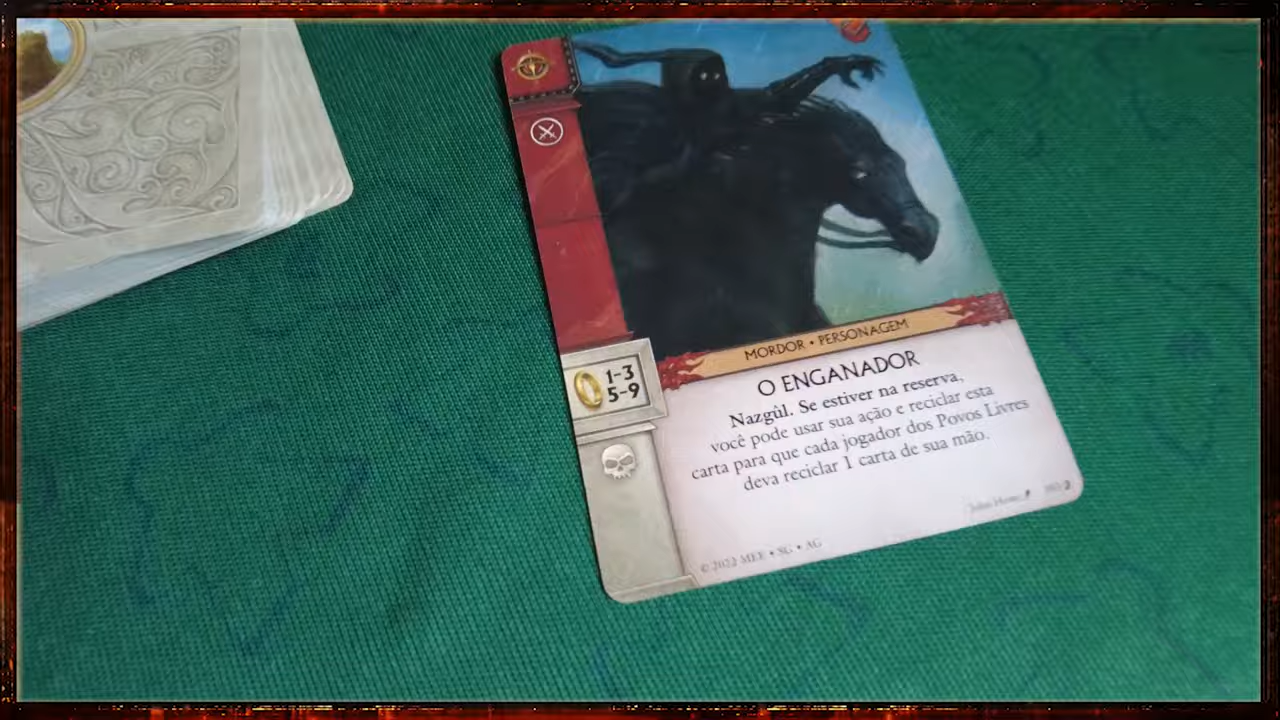 1-3
5-9
MORDOR • PERSONAGEM
O ENGANADOR
Nazgûl. Se estiver na reserva,
você pode usar sua ação e reciclar esta
carta para que cada jogador dos Povos Livres
deva reciclar 1 carta de sua mão.
John Howe
© 2022 MEE • SG • AG